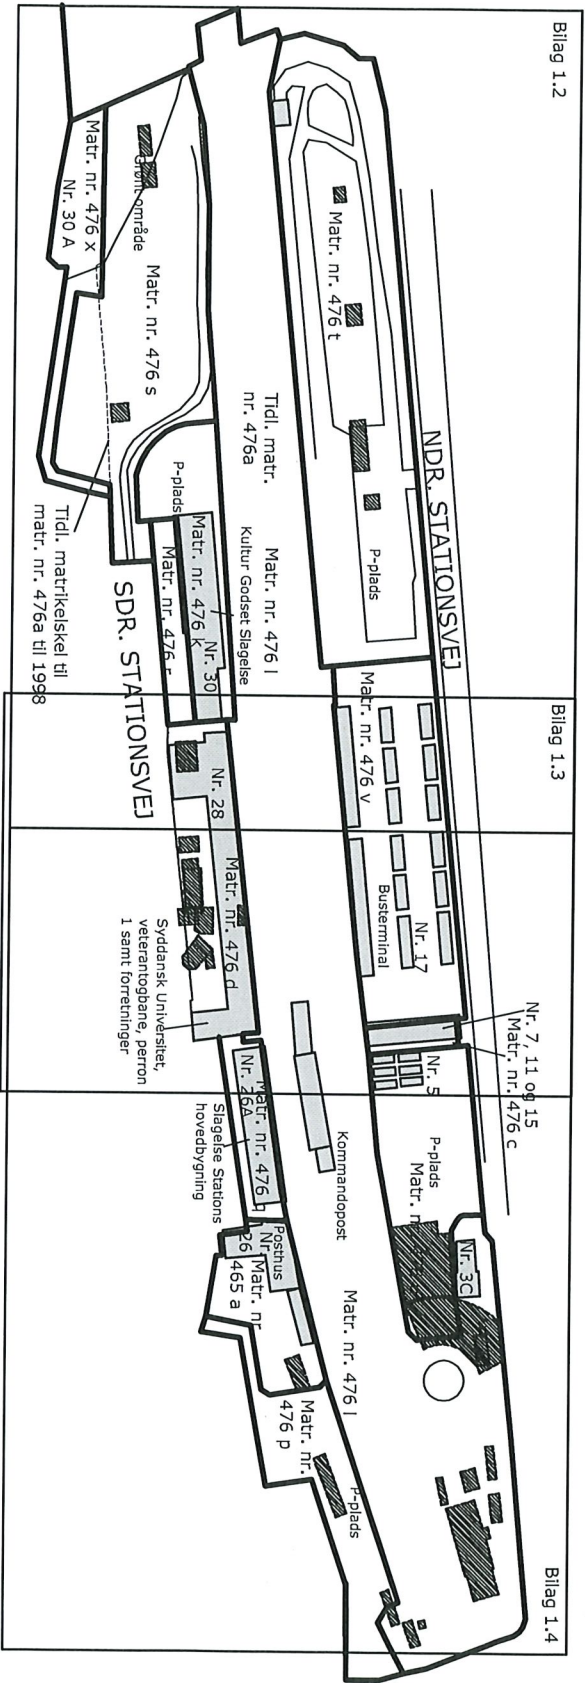 Bilag 1.2
Bilag 1.3
Bilag 1.4
NDR. STATIONSVEJ
Matr. nr. 476 t
P-plads
Matr. nr. 476 v
Nr. 17
Busterminal
Nr. 7, 11 og 15
Matr. nr. 476 c
Nr. 5
P-plads
Matr.
Nr. 3C
Tidl. matr.
nr. 476a
Matr. nr. 476 l
Kultur Godset Slagelse
Kommandopost
Matr. nr. 476 l
Grønt område
Matr. nr. 476 x
Nr. 30 A
Matr. nr. 476 s
P-plads
Nr. 30
Matr. nr. 476 k
Matr. nr. 476 r
Tidl. matrikelskel til
matr. nr. 476a til 1998
SDR. STATIONSVEJ
Nr. 28
Matr. nr. 476 d
Syddansk Universitet,
veterantogbane, perron
1 samt forretninger
Matr. nr. 476
Nr. 26A
Slagelse Stations
hovedbygning
Posthus
Nr.
26
Matr. nr.
465 a
Matr. nr.
476 p
P-plads